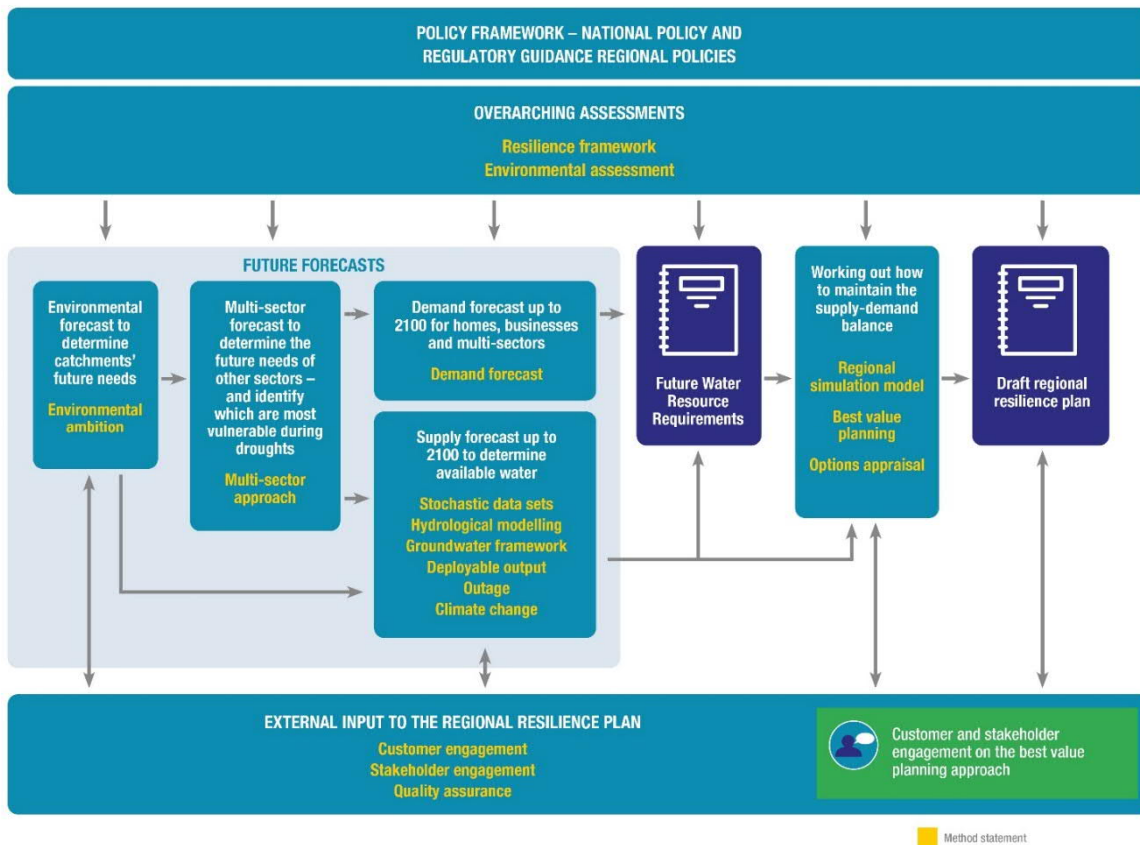 POLICY FRAMEWORK – NATIONAL POLICY AND
REGULATORY GUIDANCE REGIONAL POLICIES
OVERARCHING ASSESSMENTS
Resilience framework
Environmental assessment
FUTURE FORECASTS
Environmental
forecast to
determine
catchments’
future needs
Environmental
ambition
Multi-sector
forecast to
determine the
future needs of
other sectors –
and identify
which are most
vulnerable during
droughts
Multi-sector
approach
Demand forecast up to
2100 for homes, businesses
and multi-sectors
Demand forecast
Supply forecast up to
2100 to determine
available water
Stochastic data sets
Hydrological modelling
Groundwater framework
Deployable output
Outage
Climate change
Future Water
Resource
Requirements
Working out how
to maintain the
supply-demand
balance
Regional
simulation model
Best value
planning
Options appraisal
Draft regional
resilience plan
EXTERNAL INPUT TO THE REGIONAL RESILIENCE PLAN
Customer engagement
Stakeholder engagement
Quality assurance
Customer and stakeholder
engagement on the best value
planning approach
Method statement